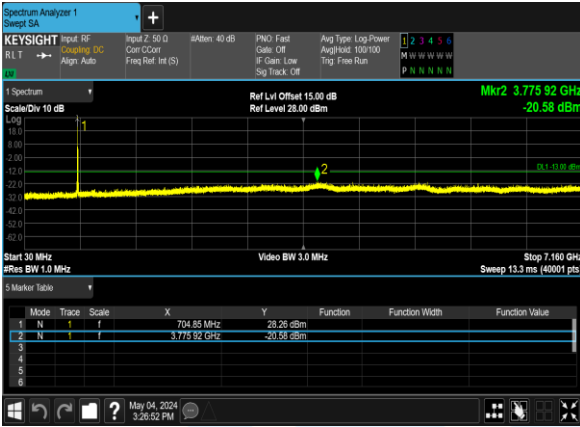 Spectrum Analyzer 1
Swept SA
+
KEYSIGHT Input: RF Input Z: 50 Ω #Atten: 40 dB PNO: Fast Avg Type: Log-Power 1 2 3 4 5 6
RLT Coupling: DC Corr CCorr Gate: Off Avg|Hold: 100/100 M W W W W W
Align: Auto Freq Ref: Int (S) IF Gain: Low Trig: Free Run
Sig Track: Off P N N N N N
1 Spectrum
Scale/Div 10 dB
Ref Lvl Offset 15.00 dB
Ref Level 28.00 dBm
Mkr2 3.775 92 GHz
-20.58 dBm
Log
18.0
8.00
-2.00
-12.0
-22.0
-32.0
-42.0
-52.0
-62.0
1
2
DL1 -13.00 dBm
Start 30 MHz Video BW 3.0 MHz Stop 7.160 GHz
#Res BW 1.0 MHz Sweep 13.3 ms (40001 pts
5 Marker Table
Mode Trace Scale X Y Function Function Width Function Value
1 N 1 f 704.85 MHz 28.26 dBm
2 N 1 f 3.775 92 GHz -20.58 dBm
3
4
5
6
? May 04, 2024
3:26:52 PM